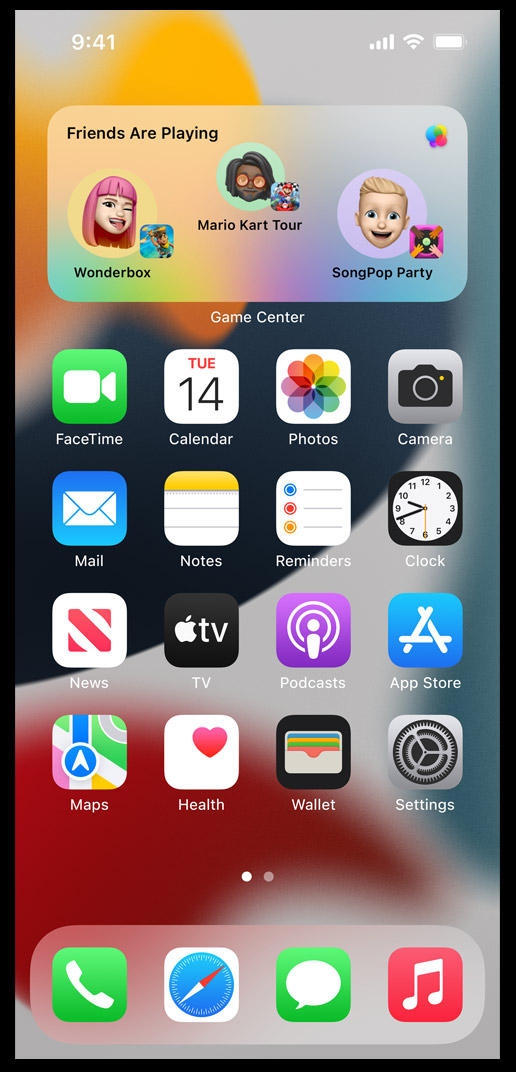 9:41
Friends Are Playing
Mario Kart Tour
Wonderbox
SongPop Party
Game Center
TUE
14
FaceTime
Calendar
Photos
Camera
12
11
1
10
2
9
3
8
4
7
5
6
Mail
Notes
Reminders
Clock
tv
News
TV
Podcasts
App Store
Maps
Health
Wallet
Settings